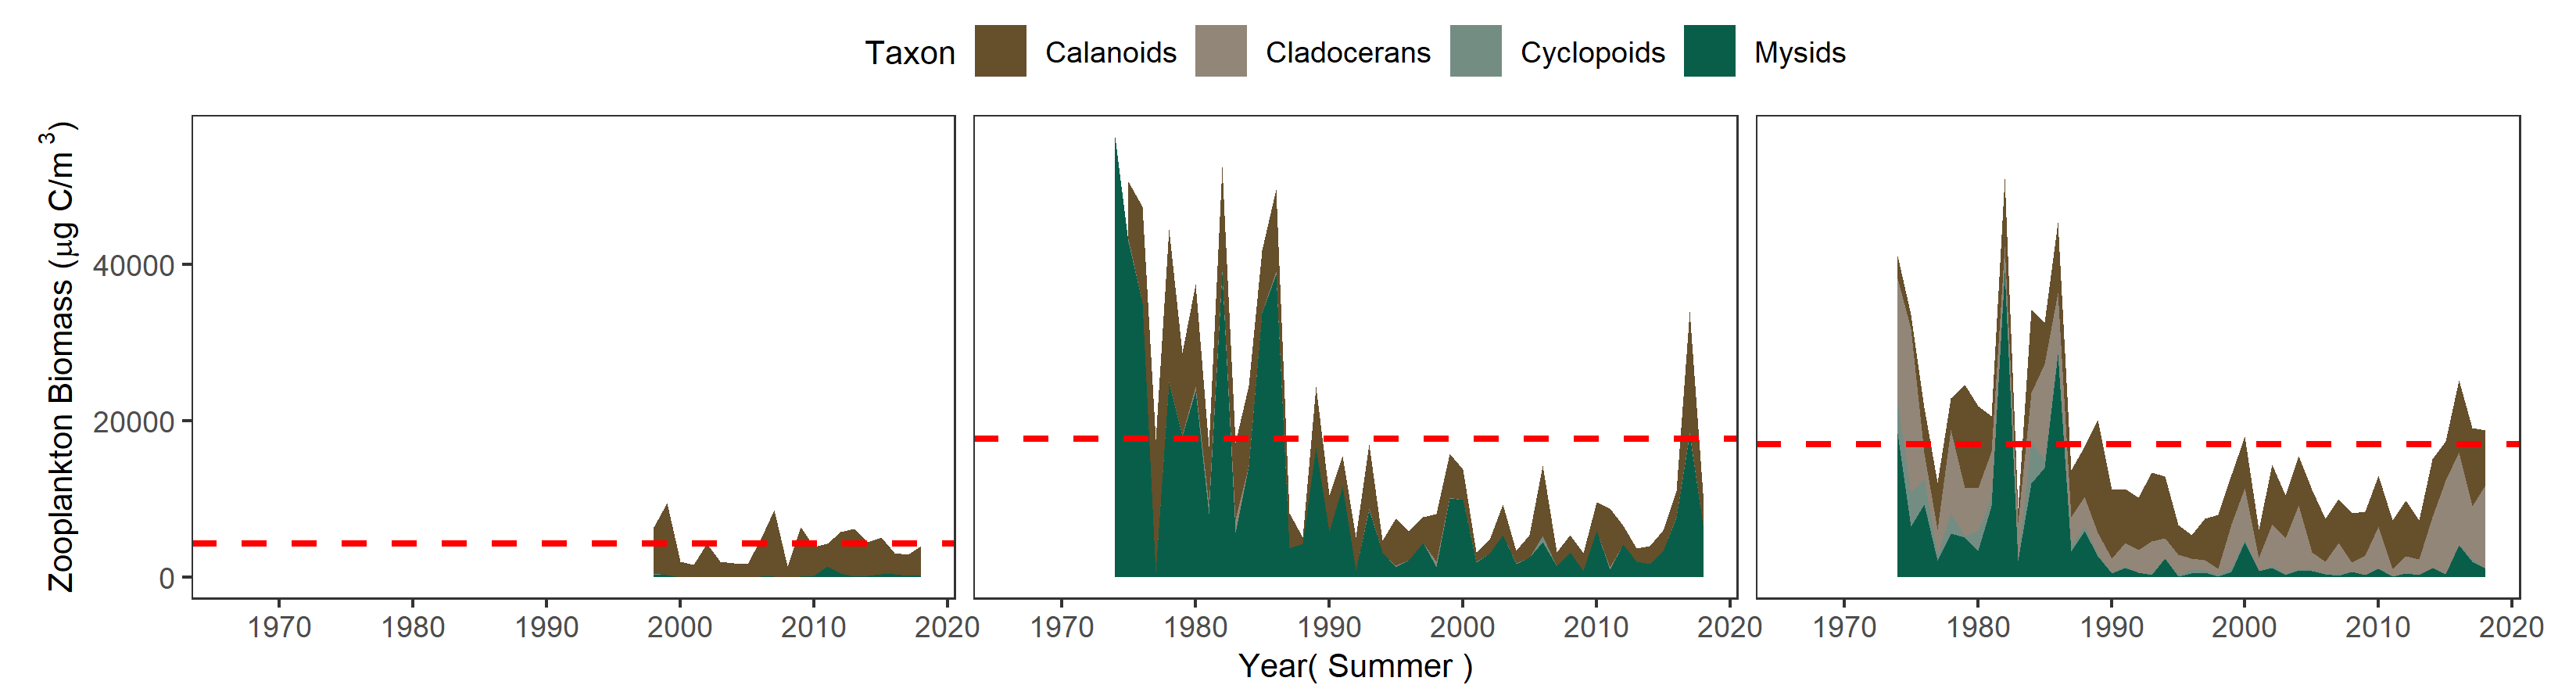 Taxon Calanoids Cladocerans Cyclopoids Mysids
Zooplankton Biomass (μg C/m³)
40000
20000
0
1970 1980 1990 2000 2010 2020 1970 1980 1990 2000 2010 2020 1970 1980 1990 2000 2010 2020
Year( Summer )